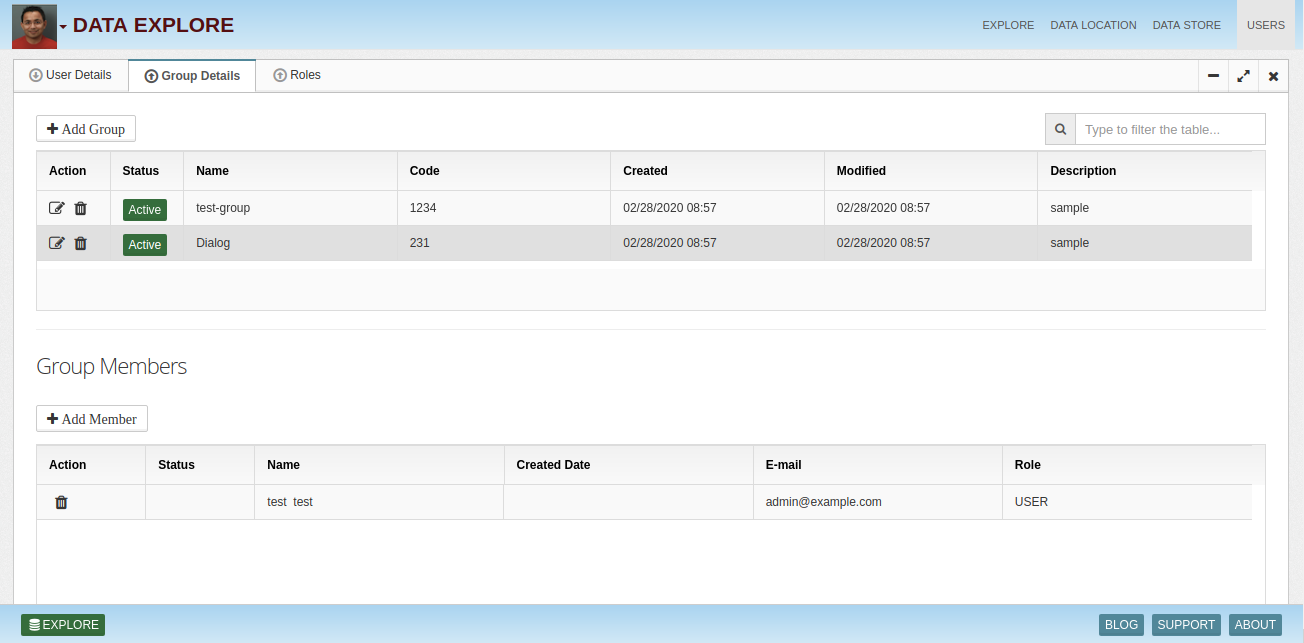 DATA EXPLORE EXPLORE DATA LOCATION DATA STORE USERS
User Details Group Details Roles
Add Group Type to filter the table...
Action Status Name Code Created Modified Description
Active test-group 1234 02/28/2020 08:57 02/28/2020 08:57 sample
Active Dialog 231 02/28/2020 08:57 02/28/2020 08:57 sample
Group Members
Add Member
Action Status Name Created Date E-mail Role
test test admin@example.com USER
EXPLORE BLOG SUPPORT ABOUT